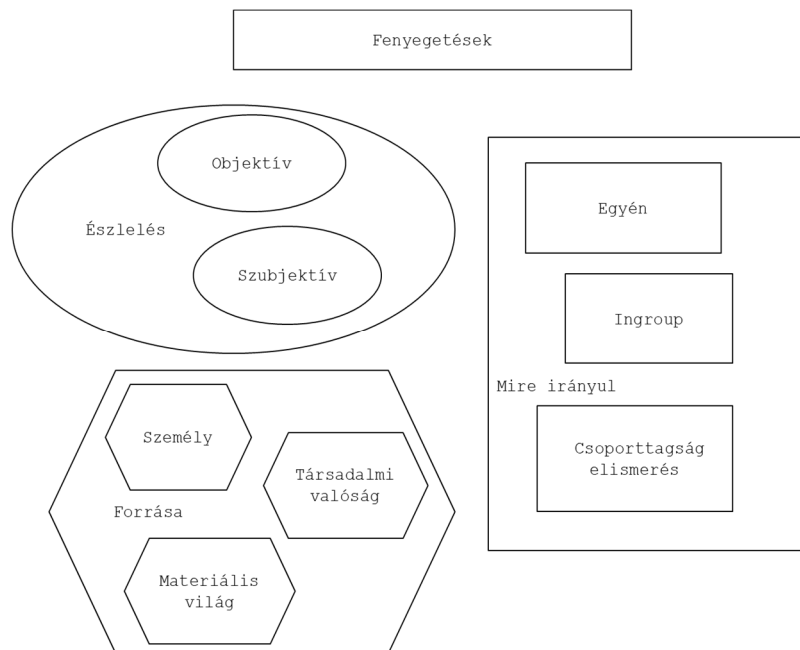 Fenyegetések
Objektív
Észlelés
Szubjektív
Egyén
Ingroup
Mire irányul
Csoporttagság
elismerés
Személy
Társadalmi
valóság
Forrása
Materiális
világ